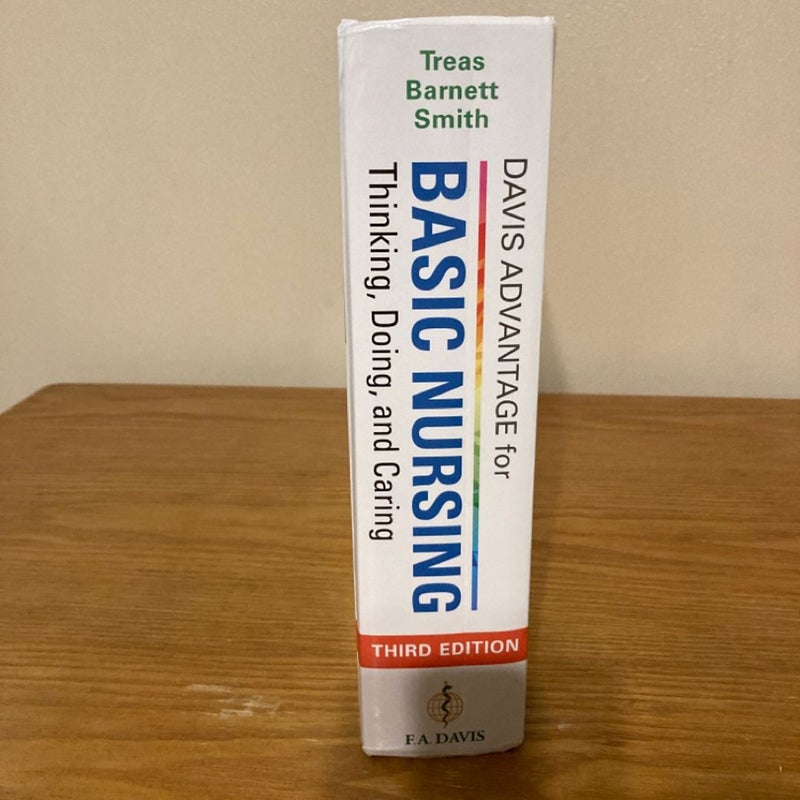 Treas
Barnett
Smith
DAVIS ADVANTAGE for
BASIC NURSING
Thinking, Doing, and Caring
THIRD EDITION
F.A. DAVIS